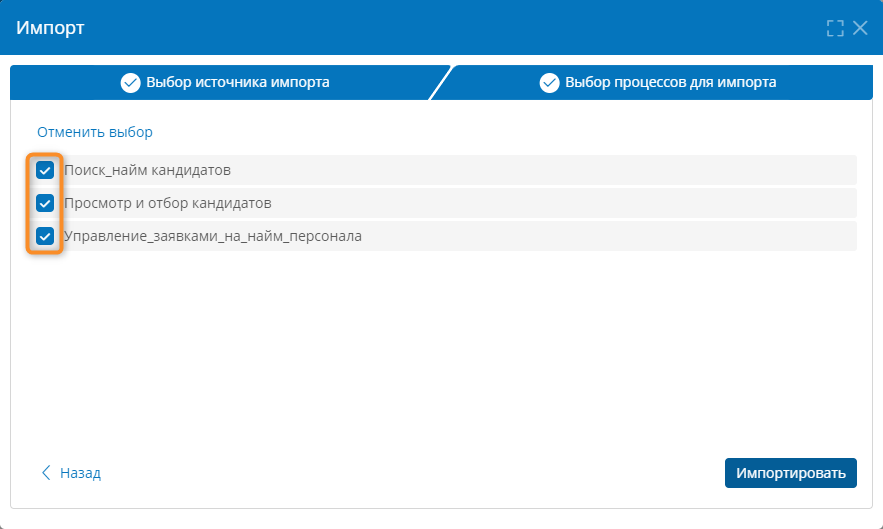 Импорт
Выбор источника импорта
Выбор процессов для импорта
Отменить выбор
Поиск_найм кандидатов
Просмотр и отбор кандидатов
Управление_заявками_на_найм_персонала
Назад
Импортировать